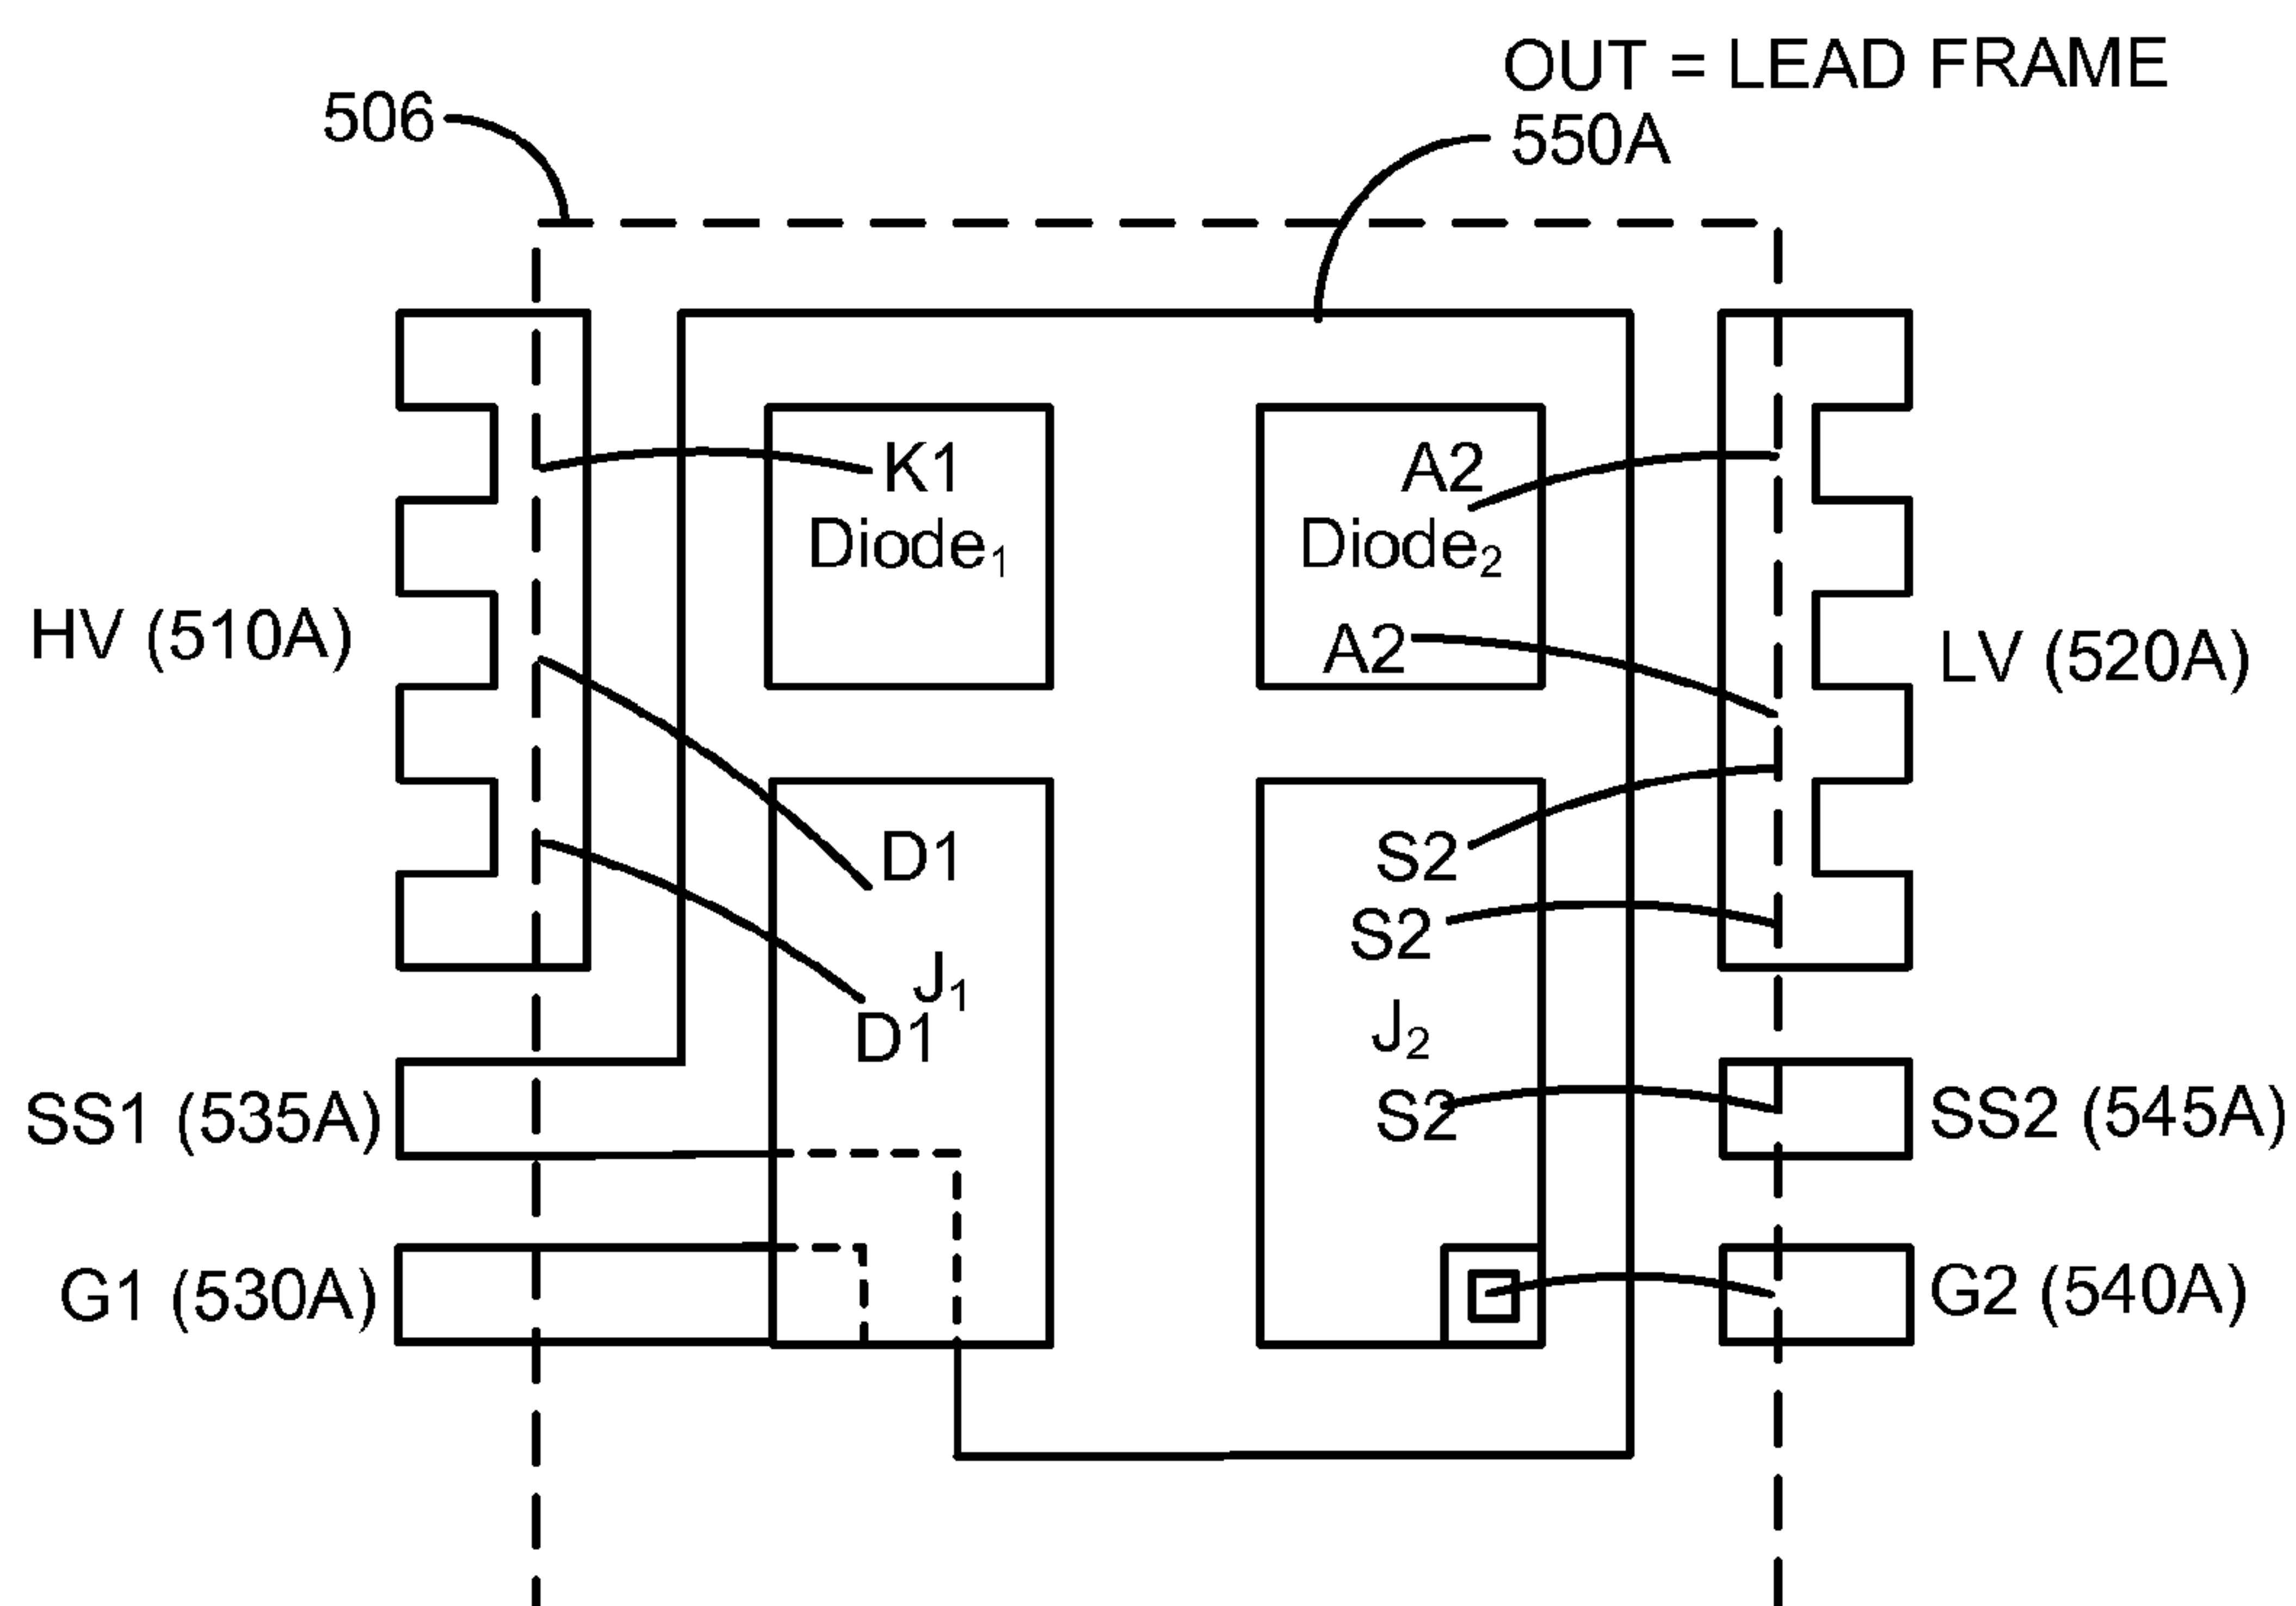 OUT = LEAD FRAME
506
550A
K1
Diode₁
A2
Diode₂
A2
HV (510A)
LV (520A)
D1
J₁
D1
S2
S2
J₂
S2
SS1 (535A)
SS2 (545A)
G1 (530A)
G2 (540A)